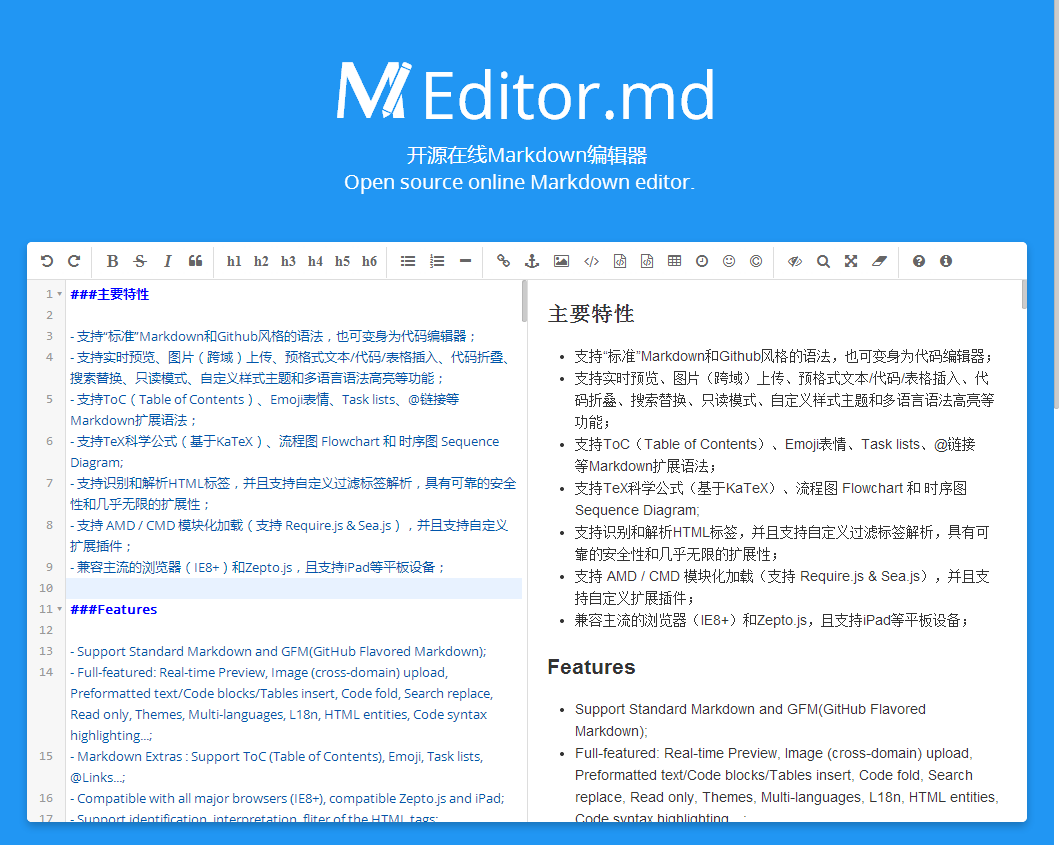 Editor.md
开源在线Markdown编辑器
Open source online Markdown editor.
B S I h1 h2 h3 h4 h5 h6
1 ###主要特性
2
3 - 支持“标准”Markdown和Github风格的语法，也可变身为代码编辑器；
4 - 支持实时预览、图片（跨域）上传、预格式文本/代码/表格插入、代码折叠、
搜索替换、只读模式、自定义样式主题和多语言语法高亮等功能；
5 - 支持ToC（Table of Contents）、Emoji表情、Task lists、@链接等
Markdown扩展语法；
6 - 支持TeX科学公式（基于KaTeX）、流程图 Flowchart 和 时序图 Sequence
Diagram;
7 - 支持识别和解析HTML标签，并且支持自定义过滤标签解析，具有可靠的安全
性和几乎无限的扩展性；
8 - 支持 AMD / CMD 模块化加载（支持 Require.js & Sea.js），并且支持自定义
扩展插件；
9 - 兼容主流的浏览器（IE8+）和Zepto.js，且支持iPad等平板设备；
10
11 ###Features
12
13 - Support Standard Markdown and GFM(GitHub Flavored Markdown);
14 - Full-featured: Real-time Preview, Image (cross-domain) upload,
Preformatted text/Code blocks/Tables insert, Code fold, Search replace,
Read only, Themes, Multi-languages, L18n, HTML entities, Code syntax
highlighting...;
15 - Markdown Extras : Support ToC (Table of Contents), Emoji, Task lists,
@Links...;
16 - Compatible with all major browsers (IE8+), compatible Zepto.js and iPad;
17 - Support identification, interpretation, fliter of the HTML tags;
主要特性
• 支持“标准”Markdown和Github风格的语法，也可变身为代码编辑器；
• 支持实时预览、图片（跨域）上传、预格式文本/代码/表格插入、代
码折叠、搜索替换、只读模式、自定义样式主题和多语言语法高亮等
功能；
• 支持ToC（Table of Contents）、Emoji表情、Task lists、@链接
等Markdown扩展语法；
• 支持TeX科学公式（基于KaTeX）、流程图 Flowchart 和 时序图
Sequence Diagram;
• 支持识别和解析HTML标签，并且支持自定义过滤标签解析，具有可
靠的安全性和几乎无限的扩展性；
• 支持 AMD / CMD 模块化加载（支持 Require.js & Sea.js），并且支
持自定义扩展插件；
• 兼容主流的浏览器（IE8+）和Zepto.js，且支持iPad等平板设备；
Features
• Support Standard Markdown and GFM(GitHub Flavored
Markdown);
• Full-featured: Real-time Preview, Image (cross-domain) upload,
Preformatted text/Code blocks/Tables insert, Code fold, Search
replace, Read only, Themes, Multi-languages, L18n, HTML entities,
Code syntax highlighting...;